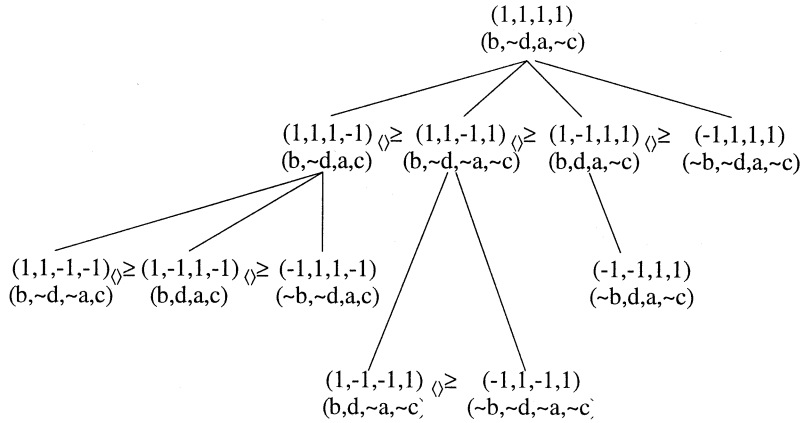 (1,1,1,1)
(b,~d,a,~c)
(1,1,1,-1) ⟨⟩≥ (1,1,-1,1) ⟨⟩≥ (1,-1,1,1) ⟨⟩≥ (-1,1,1,1)
(b,~d,a,c) (b,~d,~a,~c) (b,d,a,~c) (~b,~d,a,~c)
(1,1,-1,-1) ⟨⟩≥ (1,-1,1,-1) ⟨⟩≥ (-1,1,1,-1) (-1,-1,1,1)
(b,~d,~a,c) (b,d,a,c) (~b,~d,a,c) (~b,d,a,~c)
(1,-1,-1,1) ⟨⟩≥ (-1,1,-1,1)
(b,d,~a,~c) (~b,~d,~a,~c)